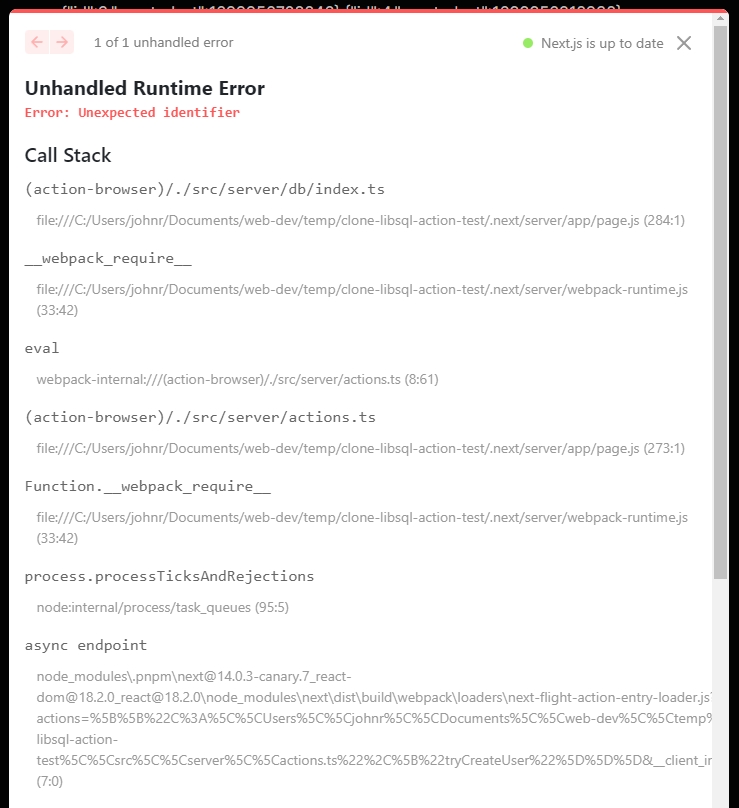 1 of 1 unhandled error
Next.js is up to date
Unhandled Runtime Error
Error: Unexpected identifier
Call Stack
(action-browser)/./src/server/db/index.ts
file:///C:/Users/johnr/Documents/web-dev/temp/clone-libsql-action-test/.next/server/app/page.js (284:1)
__webpack_require__
file:///C:/Users/johnr/Documents/web-dev/temp/clone-libsql-action-test/.next/server/webpack-runtime.js
(33:42)
eval
webpack-internal:///(action-browser)/./src/server/actions.ts (8:61)
(action-browser)/./src/server/actions.ts
file:///C:/Users/johnr/Documents/web-dev/temp/clone-libsql-action-test/.next/server/app/page.js (273:1)
Function.__webpack_require__
file:///C:/Users/johnr/Documents/web-dev/temp/clone-libsql-action-test/.next/server/webpack-runtime.js
(33:42)
process.processTicksAndRejections
node:internal/process/task_queues (95:5)
async endpoint
node_modules\.pnpm\next@14.0.3-canary.7_react-
dom@18.2.0_react@18.2.0\node_modules\next\dist\build\webpack\loaders\next-flight-action-entry-loader.js?
actions=%5B%5B%22C%3A%5C%5CUsers%5C%5Cjohnr%5C%5CDocuments%5C%5Cweb-dev%5C%5Ctemp%
libsql-action-
test%5C%5Csrc%5C%5Cserver%5C%5Cactions.ts%22%2C%5B%22tryCreateUser%22%5D%5D%5D&__client_im
(7:0)